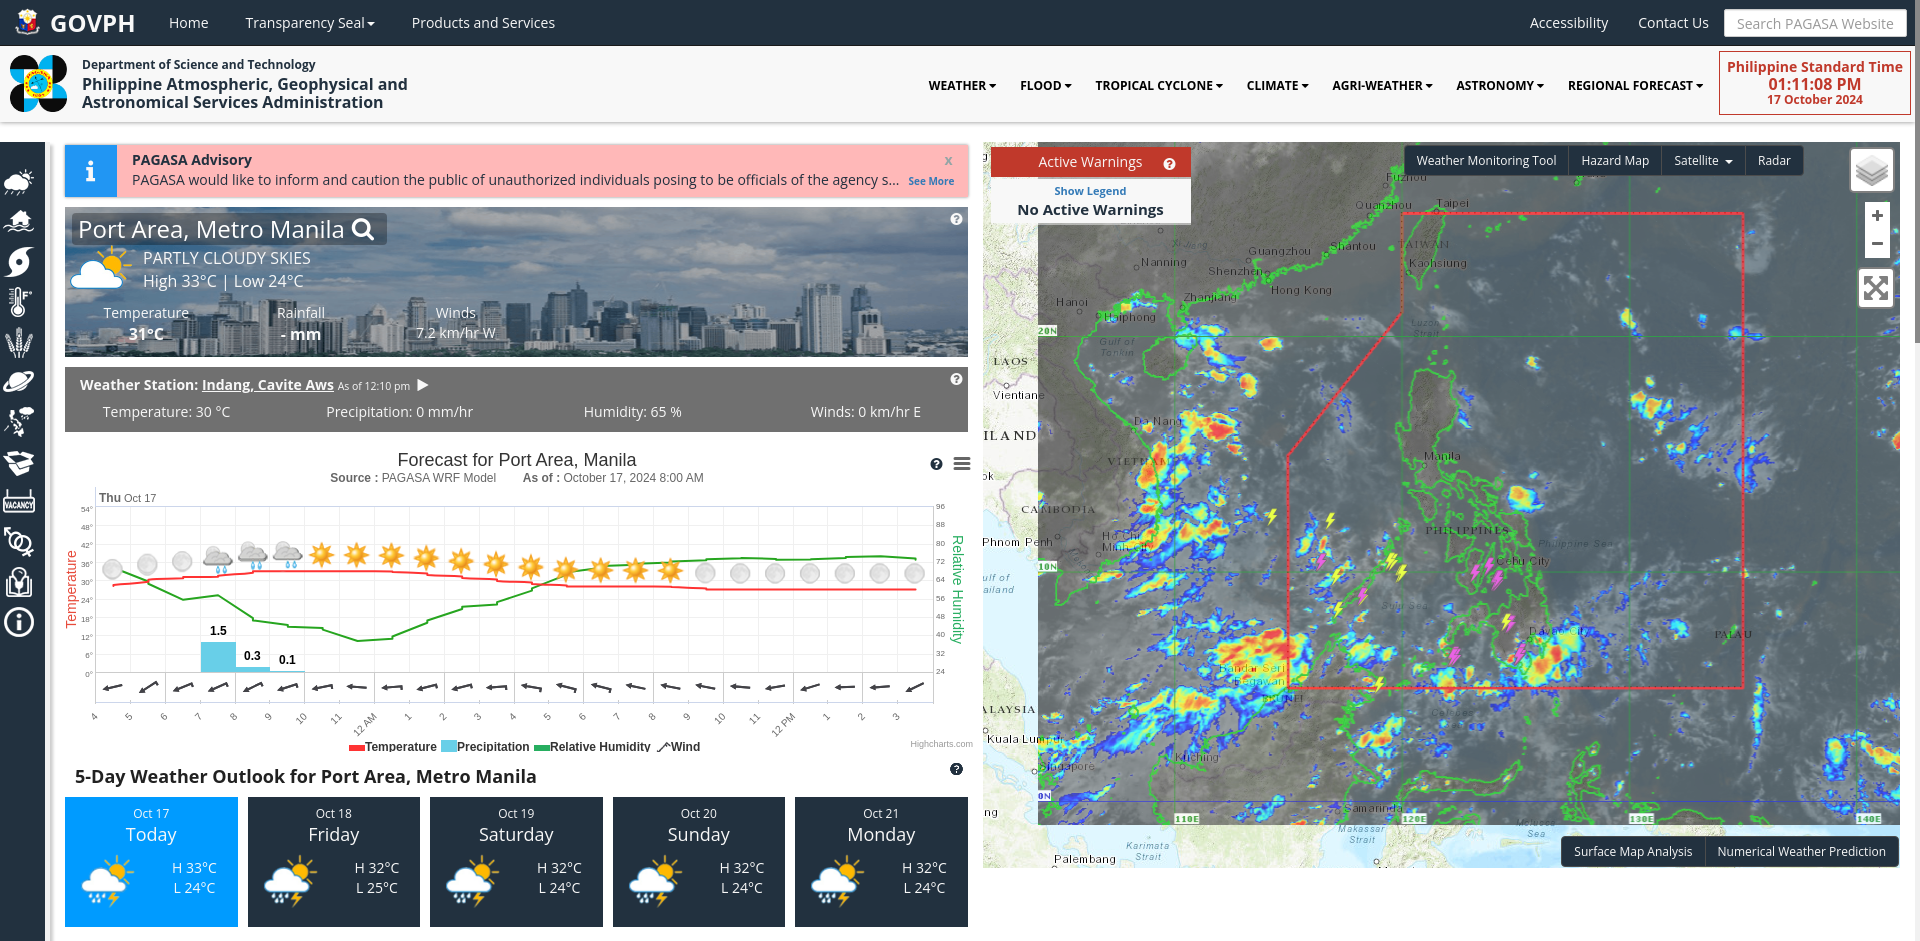 GOVPH
Home
Transparency Seal
Products and Services
Accessibility
Contact Us
Search PAGASA Website
Department of Science and Technology
Philippine Atmospheric, Geophysical and
Astronomical Services Administration
WEATHER
FLOOD
TROPICAL CYCLONE
CLIMATE
AGRI-WEATHER
ASTRONOMY
REGIONAL FORECAST
Philippine Standard Time
01:11:08 PM
17 October 2024
VACANCY
PAGASA Advisory
x
PAGASA would like to inform and caution the public of unauthorized individuals posing to be officials of the agency s...
See More
Port Area, Metro Manila
PARTLY CLOUDY SKIES
High 33°C | Low 24°C
Temperature
Rainfall
Winds
31°C
- mm
7.2 km/hr W
Weather Station: Indang, Cavite Aws As of 12:10 pm
Temperature: 30 °C
Precipitation: 0 mm/hr
Humidity: 65 %
Winds: 0 km/hr E
Forecast for Port Area, Manila
Source : PAGASA WRF Model As of : October 17, 2024 8:00 AM
Thu Oct 17
54°
48°
42°
36°
30°
24°
18°
12°
6°
0°
Temperature
96
88
80
72
64
56
48
40
32
24
Relative Humidity
1.5
0.3
0.1
4
5
6
7
8
9
10
11
12 AM
1
2
3
4
5
6
7
8
9
10
11
12 PM
1
2
3
Temperature
Precipitation
Relative Humidity
Wind
Highcharts.com
5-Day Weather Outlook for Port Area, Metro Manila
Oct 17
Today
H 33°C
L 24°C
Oct 18
Friday
H 32°C
L 25°C
Oct 19
Saturday
H 32°C
L 24°C
Oct 20
Sunday
H 32°C
L 24°C
Oct 21
Monday
H 32°C
L 24°C
Active Warnings
Show Legend
No Active Warnings
Weather Monitoring Tool
Hazard Map
Satellite
Radar
+
−
Fuzhou
Quanzhou
Taipei
TAIWAN
Kaohsiung
Shantou
Guangzhou
Shenzhen
Hong Kong
Nanning
Zhanjiang
Hanoi
Haiphong
20N
Gulf of
Tonkin
Luzon
Strait
LAOS
Vientiane
ILAND
Da Nang
VIETNAM
Manila
CAMBODIA
Phnom Penh
Ho Chi
Minh City
PHILIPPINES
Philippine Sea
10N
Cebu City
ulf of
ailand
Sulu Sea
Davao City
PALAU
Bandar Seri
Begawan
BRUNEI
ALAYSIA
Kuala Lumpur
Celebes
Kuching
Singapore
0N
Samarinda
110E
120E
130E
140E
Makassar
Strait
Molucca
Sea
Karimata
Strait
Palembang
Surface Map Analysis
Numerical Weather Prediction